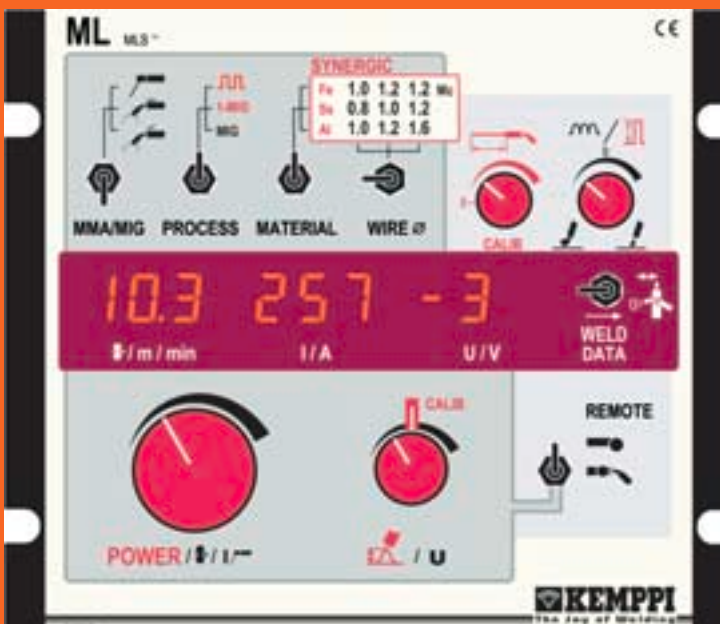 ML MLS™ CE
SYNERGIC
Fe 1.0 1.2 1.2 Mc
Ss 0.8 1.0 1.2
Al 1.0 1.2 1.6
1-MIG
MIG
MMA/MIG PROCESS MATERIAL WIRE Ø
CALIB
10.3 257 -3
/ m / min I / A U / V
WELD
DATA
CALIB
REMOTE
POWER / / U
KEMPPI
The Joy of Welding